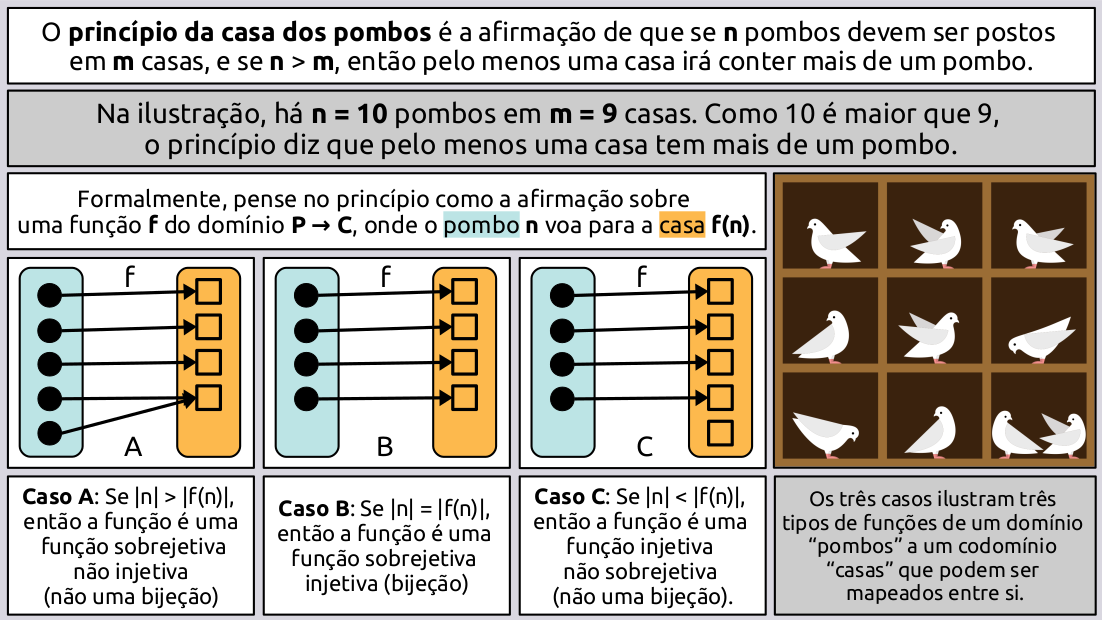 O princípio da casa dos pombos é a afirmação de que se n pombos devem ser postos
em m casas, e se n > m, então pelo menos uma casa irá conter mais de um pombo.
Na ilustração, há n = 10 pombos em m = 9 casas. Como 10 é maior que 9,
o princípio diz que pelo menos uma casa tem mais de um pombo.
Formalmente, pense no princípio como a afirmação sobre
uma função f do domínio P → C, onde o pombo n voa para a casa f(n).
f
A
f
B
f
C
Caso A: Se |n| > |f(n)|,
então a função é uma
função sobrejetiva
não injetiva
(não uma bijeção)
Caso B: Se |n| = |f(n)|,
então a função é uma
função sobrejetiva
injetiva (bijeção)
Caso C: Se |n| < |f(n)|,
então a função é uma
função injetiva
não sobrejetiva
(não uma bijeção).
Os três casos ilustram três
tipos de funções de um domínio
“pombos” a um codomínio
“casas” que podem ser
mapeados entre si.